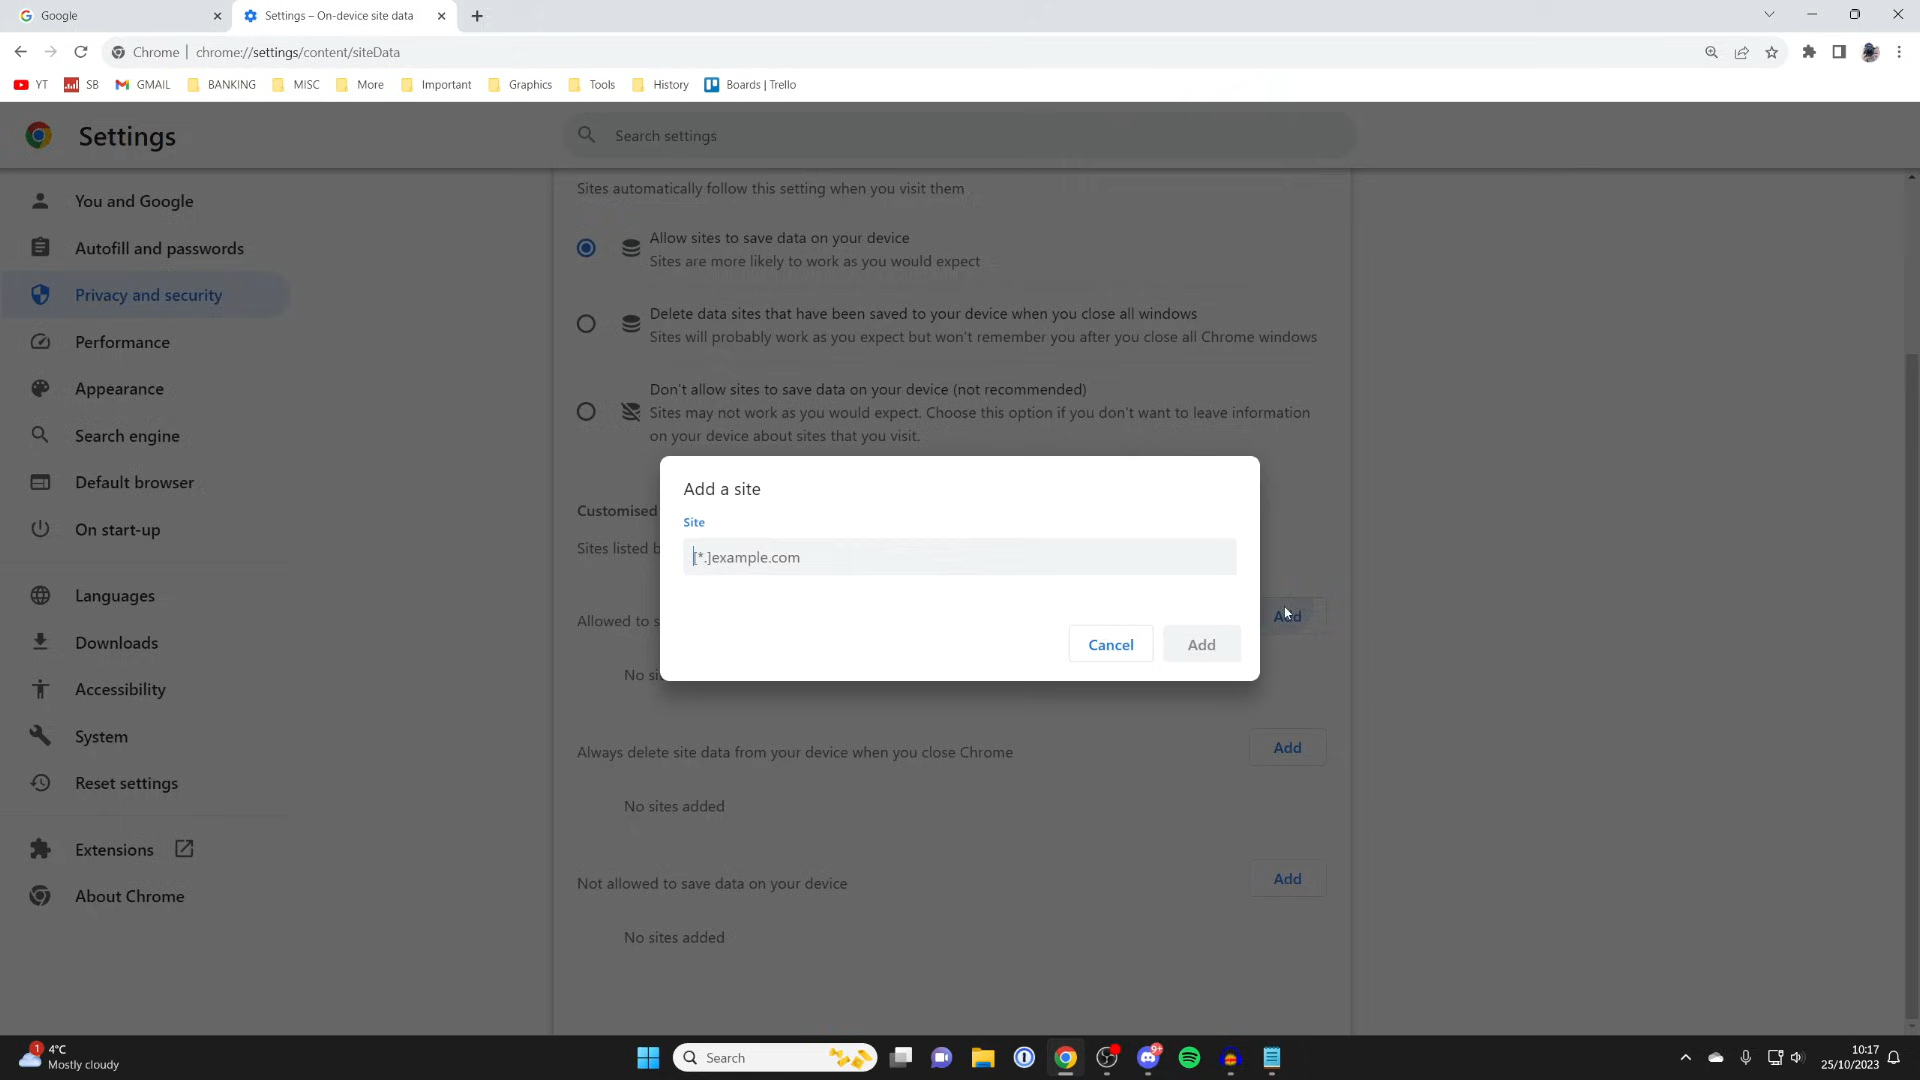 Google
Settings – On-device site data
Chrome | chrome://settings/content/siteData
YT
SB
GMAIL
BANKING
MISC
More
Important
Graphics
Tools
History
Boards | Trello
Settings
Search settings
You and Google
Autofill and passwords
Privacy and security
Performance
Appearance
Search engine
Default browser
On start-up
Languages
Downloads
Accessibility
System
Reset settings
Extensions
About Chrome
Sites automatically follow this setting when you visit them
Allow sites to save data on your device
Sites are more likely to work as you would expect
Delete data sites that have been saved to your device when you close all windows
Sites will probably work as you expect but won't remember you after you close all Chrome windows
Don't allow sites to save data on your device (not recommended)
Sites may not work as you would expect. Choose this option if you don't want to leave information
on your device about sites that you visit.
Customised
Sites listed b
Allowed to s
Add
No si
Add a site
Site
[*.]example.com
Cancel
Add
Always delete site data from your device when you close Chrome
Add
No sites added
Not allowed to save data on your device
Add
No sites added
1
4°C
Mostly cloudy
Search
9+
10:17
25/10/2023